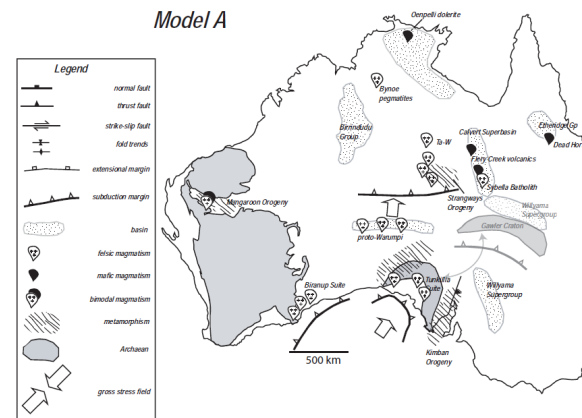 Model A
Legend
normal fault
thrust fault
strike-slip fault
fold trends
extensional margin
subduction margin
basin
felsic magmatism
mafic magmatism
bimodal magmatism
metamorphism
Archaean
gross stress field
Oenpelli dolerite
Bynoe
pegmatites
Birrindudu
Group
Etheridge Gp
Dead Hor
Calvert Superbasin
Ta-W
Fiery Creek volcanics
Sybella Batholith
Strangways
Orogeny
Willyama
Supergroup
Gawler Craton
Mangaroon Orogeny
proto-Warumpi
Biranup Suite
Tunkillia
Suite
Willyama
Supergroup
Kimban
Orogeny
500 km